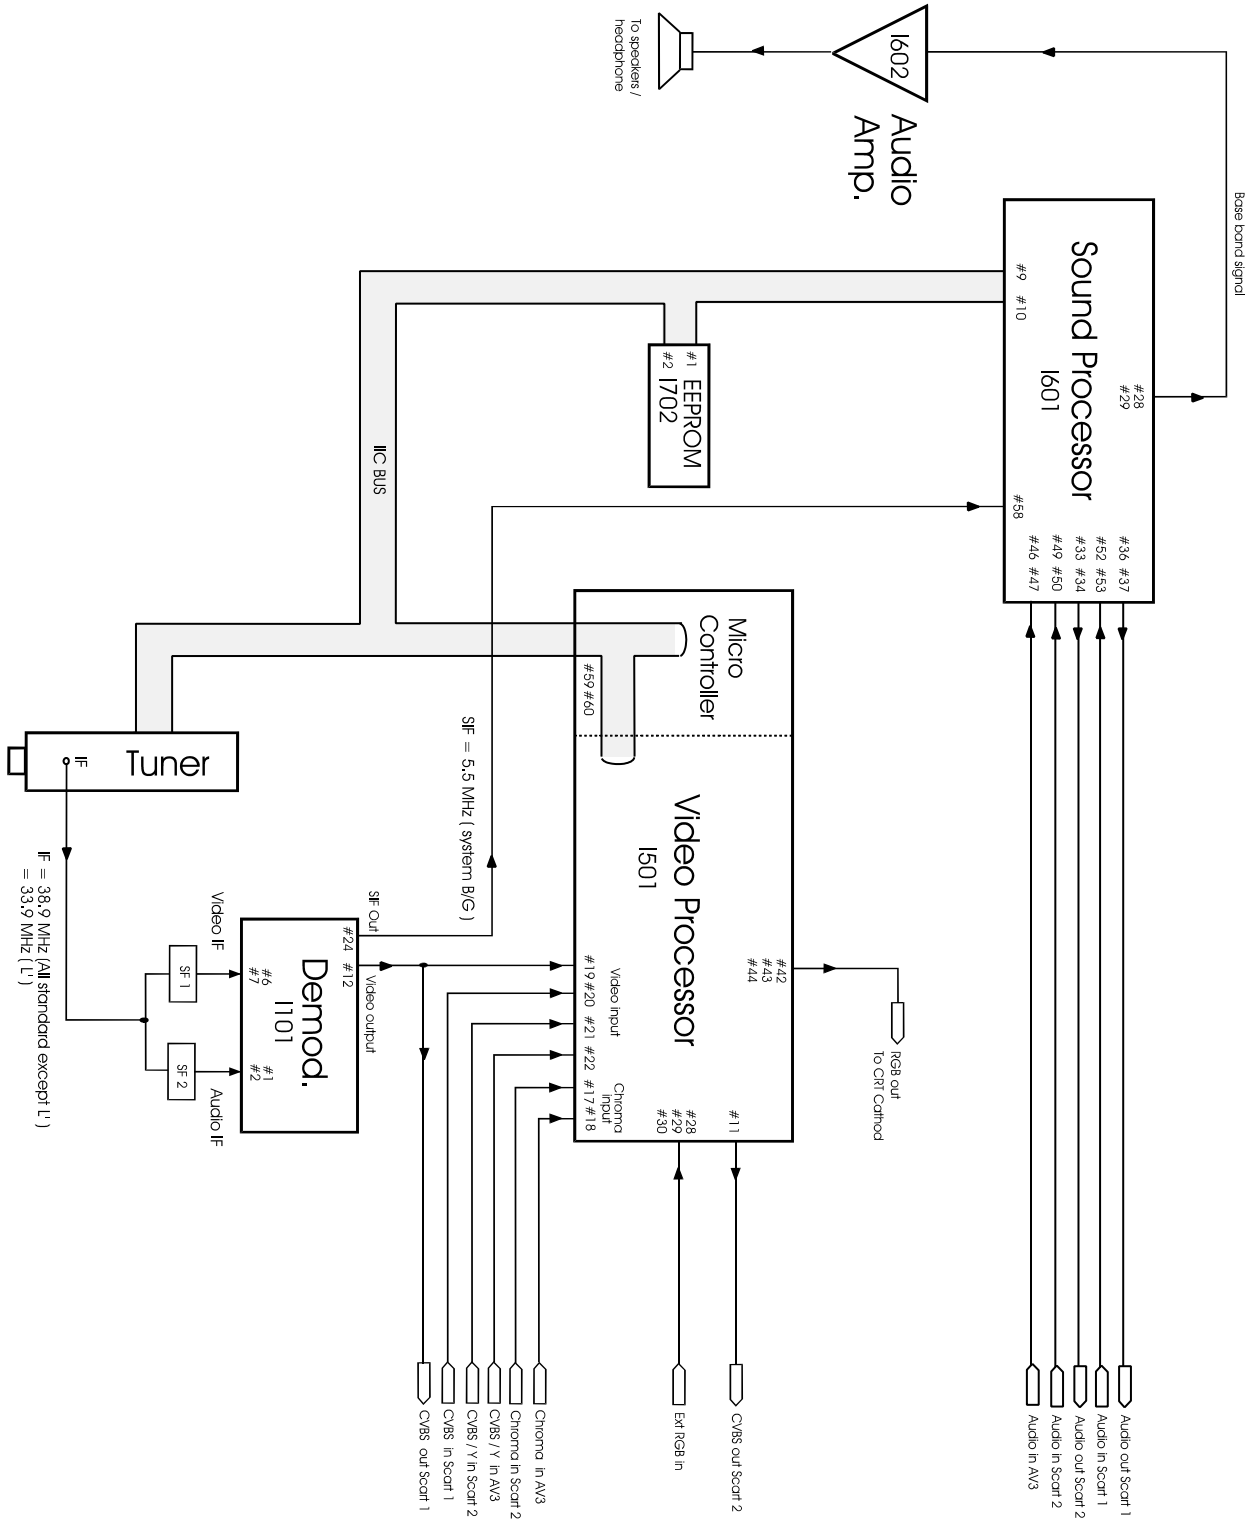 Base band signal
I602
Audio
Amp.
To speakers /
headphone
Sound Processor
I601
#28
#29
#9 #10
#58
#36 #37
#52 #53
#33 #34
#49 #50
#46 #47
Audio out Scart 1
Audio in Scart 1
Audio out Scart 2
Audio in Scart 2
Audio in AV3
#1
#2
EEPROM
I702
IIC BUS
Micro
Controller
#59 #60
Video Processor
I501
#42
#43
#44
RGB out
To CRT Cathod
#11
#28
#29
#30
CVBS out Scart 2
Ext RGB in
Video input
Chroma
input
#19 #20 #21 #22 #17 #18
SIF = 5.5 MHz ( system B/G )
Chroma in AV3
Chroma in Scart 2
CVBS / Y in AV3
CVBS / Y in Scart 2
CVBS in Scart 1
CVBS out Scart 1
SIF Out
Video output
#24 #12
Demod.
I101
#6
#7
#1
#2
Video IF
Audio IF
SF 1
SF 2
Tuner
IF
IF = 38.9 MHz (All standard except L' )
= 33.9 MHz ( L' )